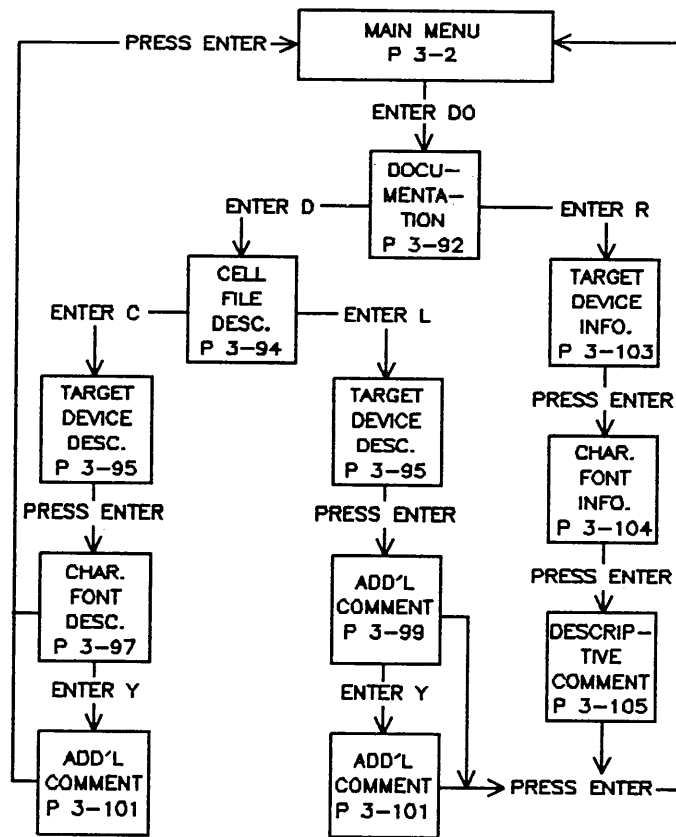 PRESS ENTER
MAIN MENU
P 3-2
ENTER DO
DOCU-
MENTA-
TION
P 3-92
ENTER D
ENTER R
CELL
FILE
DESC.
P 3-94
TARGET
DEVICE
INFO.
P 3-103
ENTER C
ENTER L
TARGET
DEVICE
DESC.
P 3-95
TARGET
DEVICE
DESC.
P 3-95
PRESS ENTER
CHAR.
FONT
INFO.
P 3-104
PRESS ENTER
PRESS ENTER
CHAR.
FONT
DESC.
P 3-97
ADD'L
COMMENT
P 3-99
PRESS ENTER
DESCRIP-
TIVE
COMMENT
P 3-105
ENTER Y
ENTER Y
ADD'L
COMMENT
P 3-101
ADD'L
COMMENT
P 3-101
PRESS ENTER